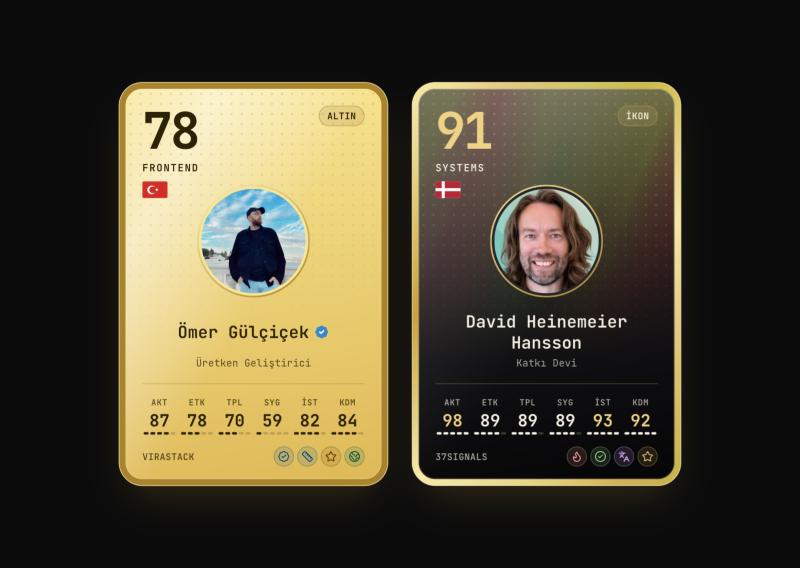 78
ALTIN
FRONTEND
Ömer Gülçiçek
Üretken Geliştirici
AKT ETK TPL SYG İST KDM
87 78 70 59 82 84
VIRASTACK
91
İKON
SYSTEMS
David Heinemeier
Hansson
Katkı Devi
AKT ETK TPL SYG İST KDM
98 89 89 89 93 92
37SIGNALS